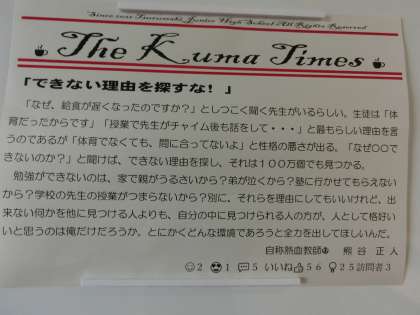 Since 2021 Tsurusaki Junior High School All Rights Reserved
The Kuma Times
「できない理由を探すな！」
「なぜ、給食が遅くなったのですか？」としつこく聞く先生がいるらしい。生徒は「体
育だったからです」「授業で先生がチャイム後も話をして・・・」と最もらしい理由を言
うのであるが「体育でなくても、間に合ってないよ」と性格の悪さが出る。「なぜ○○で
きないのか？」と聞けば、できない理由を探し、それは１００万個でも見つかる。
勉強ができないのは、家で親がうるさいから？弟が泣くから？塾に行かせてもらえない
から？学校の先生の授業がつまらないから？別に、それらを理由にしてもいいけれど、出
来ない何かを他に見つける人よりも、自分の中に見つけられる人の方が、人として格好い
いと思うのは俺だけだろうか。とにかくどんな環境であろうと全力を出してほしいんだ。
自称熱血教師 熊谷 正人
2 1 5 いいね 56 25 訪問者 3